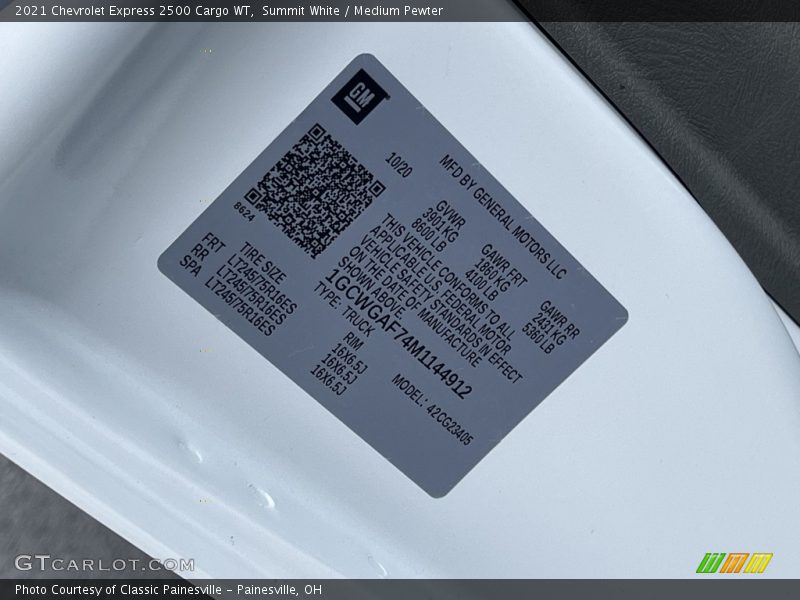 2021 Chevrolet Express 2500 Cargo WT,  Summit White / Medium Pewter
GM
MFD BY GENERAL MOTORS LLC
10/20
GVWR
3901 KG
8600 LB
GAWR FRT
1860 KG
4100 LB
GAWR RR
2431 KG
5360 LB
8624
THIS VEHICLE CONFORMS TO ALL
APPLICABLE U.S. FEDERAL MOTOR
VEHICLE SAFETY STANDARDS IN EFFECT
ON THE DATE OF MANUFACTURE
SHOWN ABOVE.
1GCWGAF74M1144912
TYPE: TRUCK
MODEL: 42CG23405
TIRE SIZE
RIM
FRT LT245/75R16ES 16X6.5J
RR LT245/75R16ES 16X6.5J
SPA LT245/75R16ES 16X6.5J
GTCARLOT.COM
Photo Courtesy of Classic Painesville - Painesville, OH